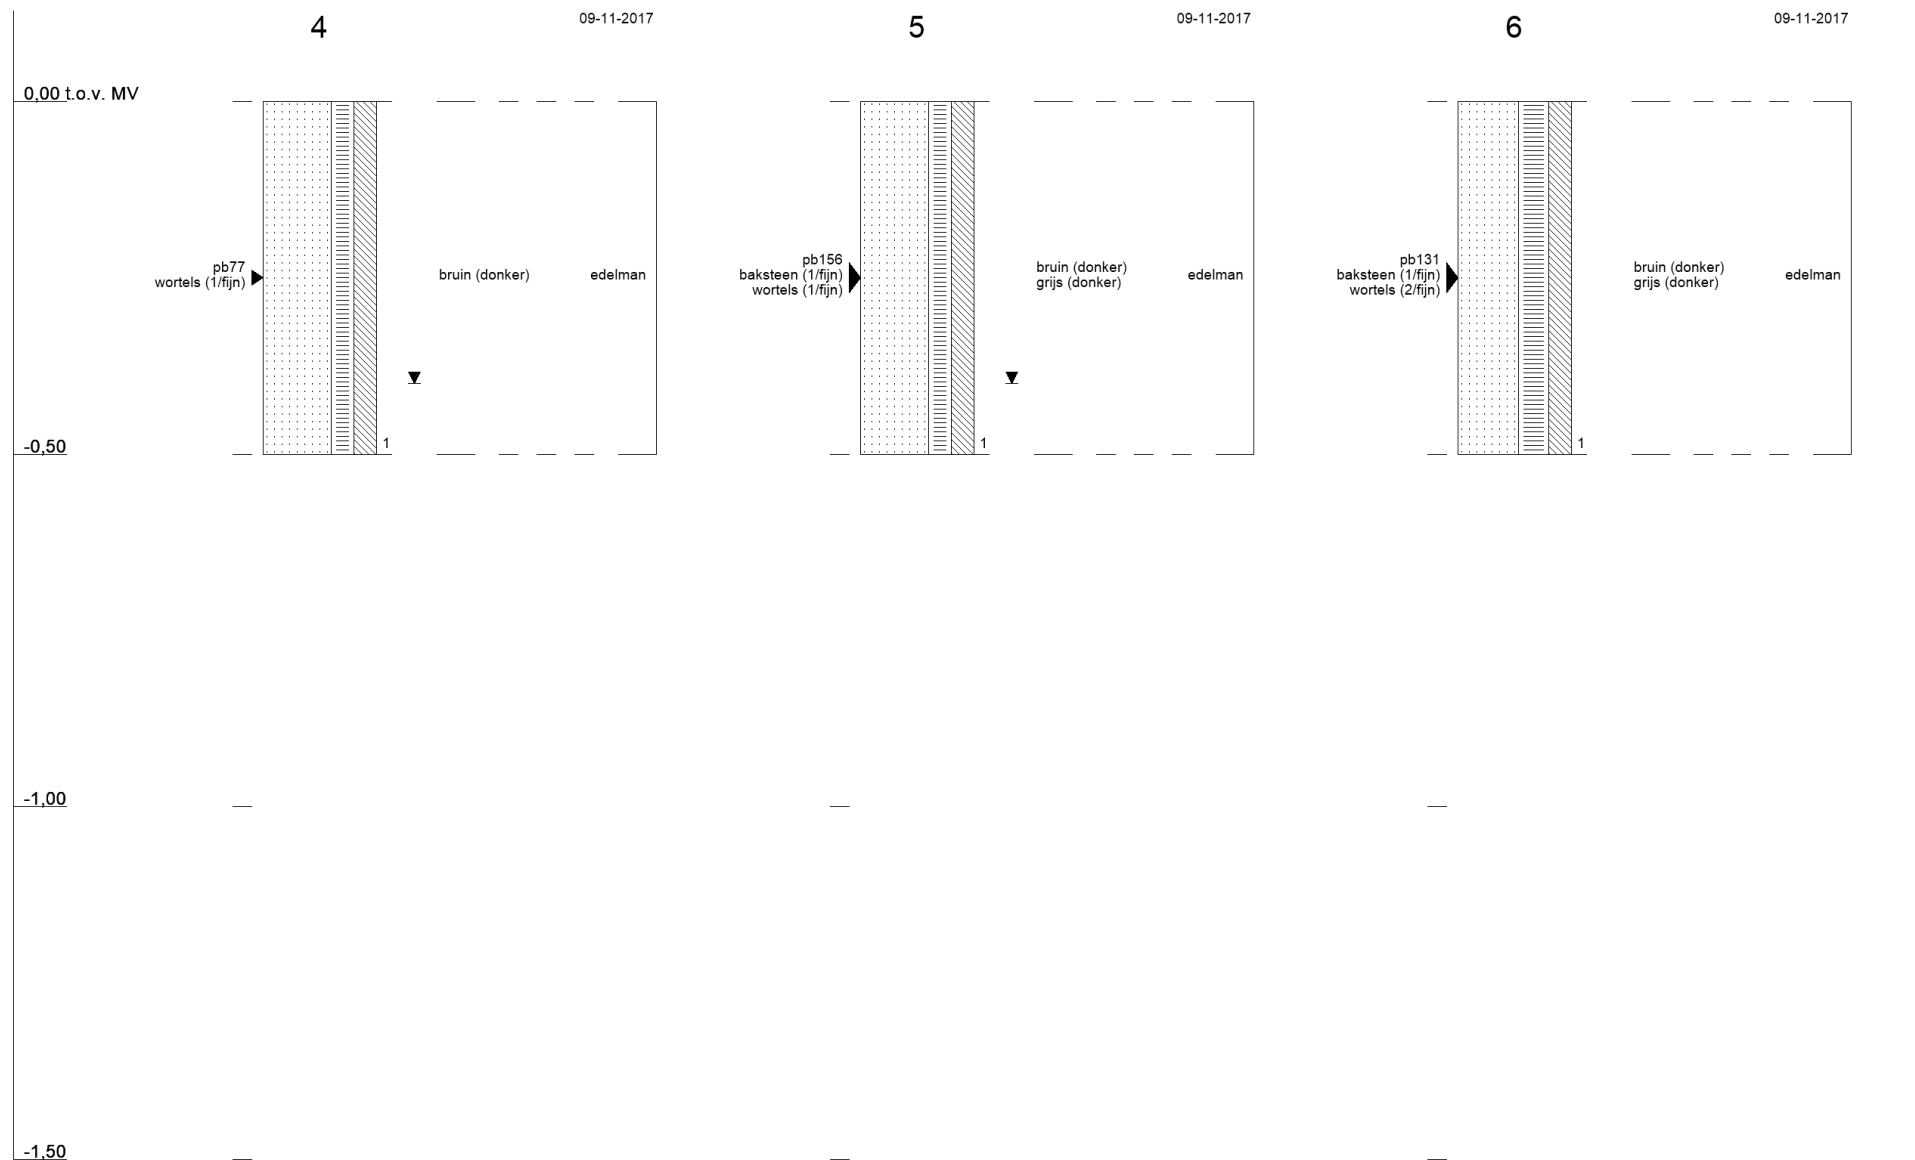 4
09-11-2017
5
09-11-2017
6
09-11-2017
0,00 t.o.v. MV
pb77
wortels (1/fijn)
bruin (donker)
edelman
1
pb156
baksteen (1/fijn)
wortels (1/fijn)
bruin (donker)
grijs (donker)
edelman
1
pb131
baksteen (1/fijn)
wortels (2/fijn)
bruin (donker)
grijs (donker)
edelman
1
-0,50
-1,00
-1,50